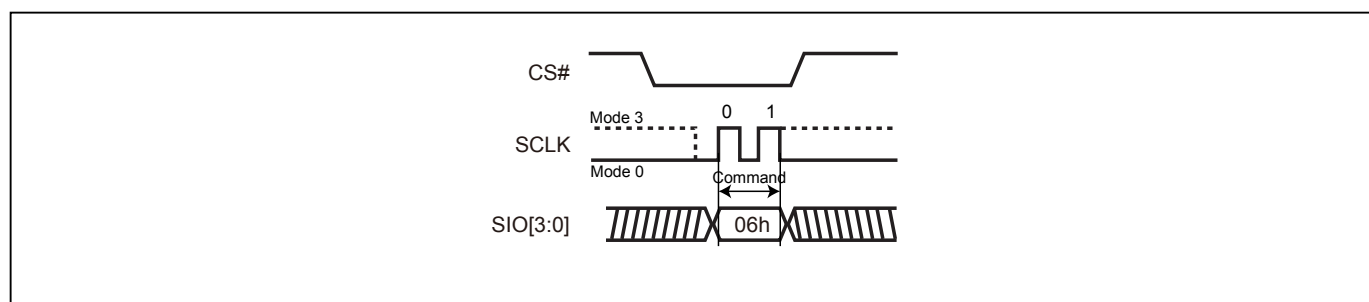 CS#
Mode 3
0 1
SCLK
Mode 0
Command
SIO[3:0]
06h